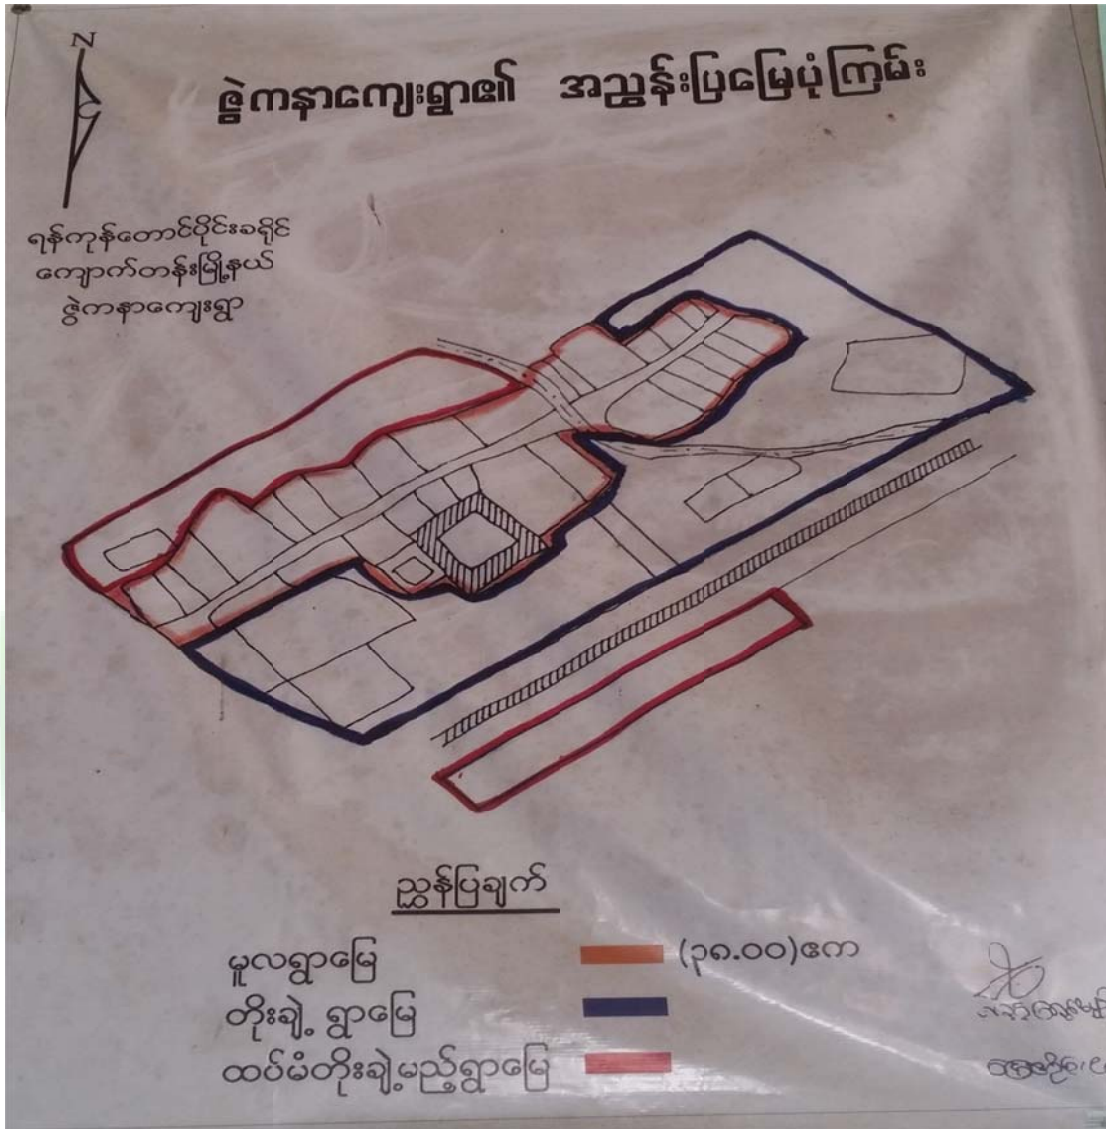 N
ဇွဲကနာကျေးရွာ၏ အညွှန်းပြမြေပုံကြမ်း
ရန်ကုန်တောင်ပိုင်းခရိုင်
ကျောက်တန်းမြို့နယ်
ဇွဲကနာကျေးရွာ
ညွှန်ပြချက်
မူလရွာမြေ (၃၈.၀၀)ဧက
တိုးချဲ့ ရွာမြေ
ထပ်မံတိုးချဲ့မည့်ရွာမြေ